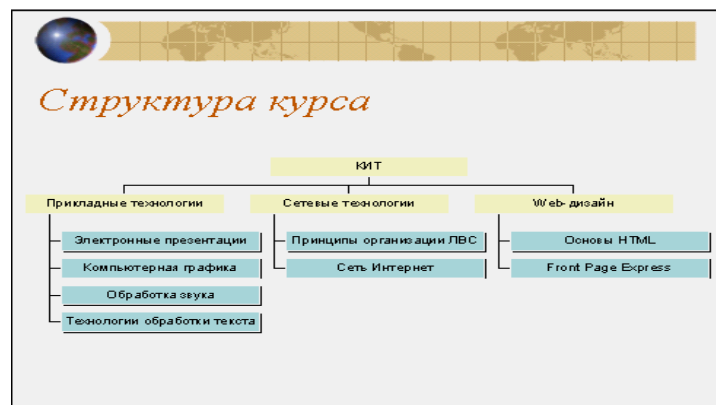 Структура курса
КИТ
Прикладные технологии
Электронные презентации
Компьютерная графика
Обработка звука
Технологии обработки текста
Сетевые технологии
Принципы организации ЛВС
Сеть Интернет
Web-дизайн
Основы HTML
Front Page Express